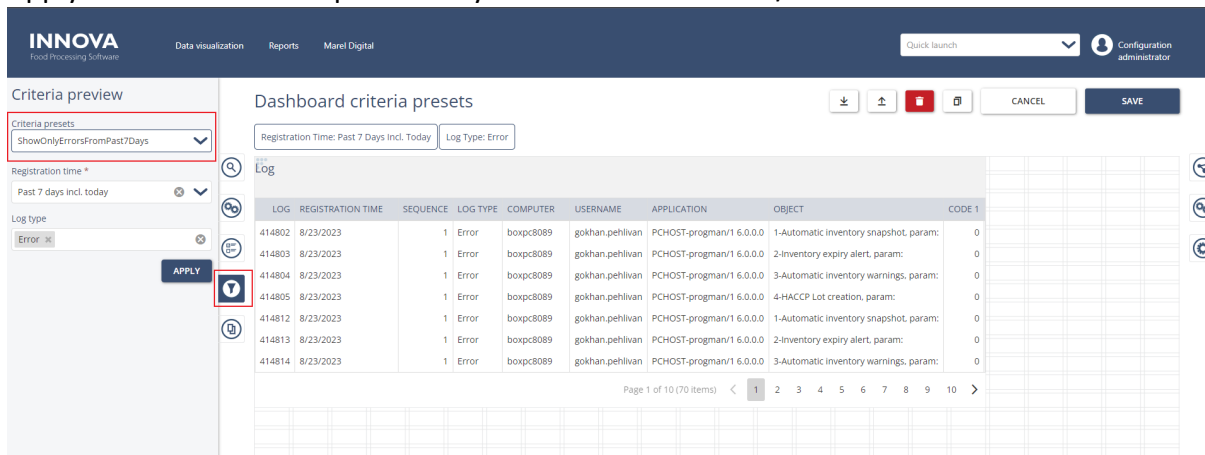 INNOVA
Food Processing Software
Data visualization Reports Marel Digital
Quick launch
Configuration
administrator
Criteria preview
Criteria presets
ShowOnlyErrorsFromPast7Days
Registration time *
Past 7 days incl. today
Log type
Error
APPLY
Dashboard criteria presets
CANCEL SAVE
Registration Time: Past 7 Days Incl. Today Log Type: Error
Log
LOG REGISTRATION TIME SEQUENCE LOG TYPE COMPUTER USERNAME APPLICATION OBJECT CODE 1
414802 8/23/2023 1 Error boxpc8089 gokhan.pehlivan PCHOST-progman/1 6.0.0.0 1-Automatic inventory snapshot, param: 0
414803 8/23/2023 1 Error boxpc8089 gokhan.pehlivan PCHOST-progman/1 6.0.0.0 2-Inventory expiry alert, param: 0
414804 8/23/2023 1 Error boxpc8089 gokhan.pehlivan PCHOST-progman/1 6.0.0.0 3-Automatic inventory warnings, param: 0
414805 8/23/2023 1 Error boxpc8089 gokhan.pehlivan PCHOST-progman/1 6.0.0.0 4-HACCP Lot creation, param: 0
414812 8/23/2023 1 Error boxpc8089 gokhan.pehlivan PCHOST-progman/1 6.0.0.0 1-Automatic inventory snapshot, param: 0
414813 8/23/2023 1 Error boxpc8089 gokhan.pehlivan PCHOST-progman/1 6.0.0.0 2-Inventory expiry alert, param: 0
414814 8/23/2023 1 Error boxpc8089 gokhan.pehlivan PCHOST-progman/1 6.0.0.0 3-Automatic inventory warnings, param: 0
Page 1 of 10 (70 items) 1 2 3 4 5 6 7 8 9 10